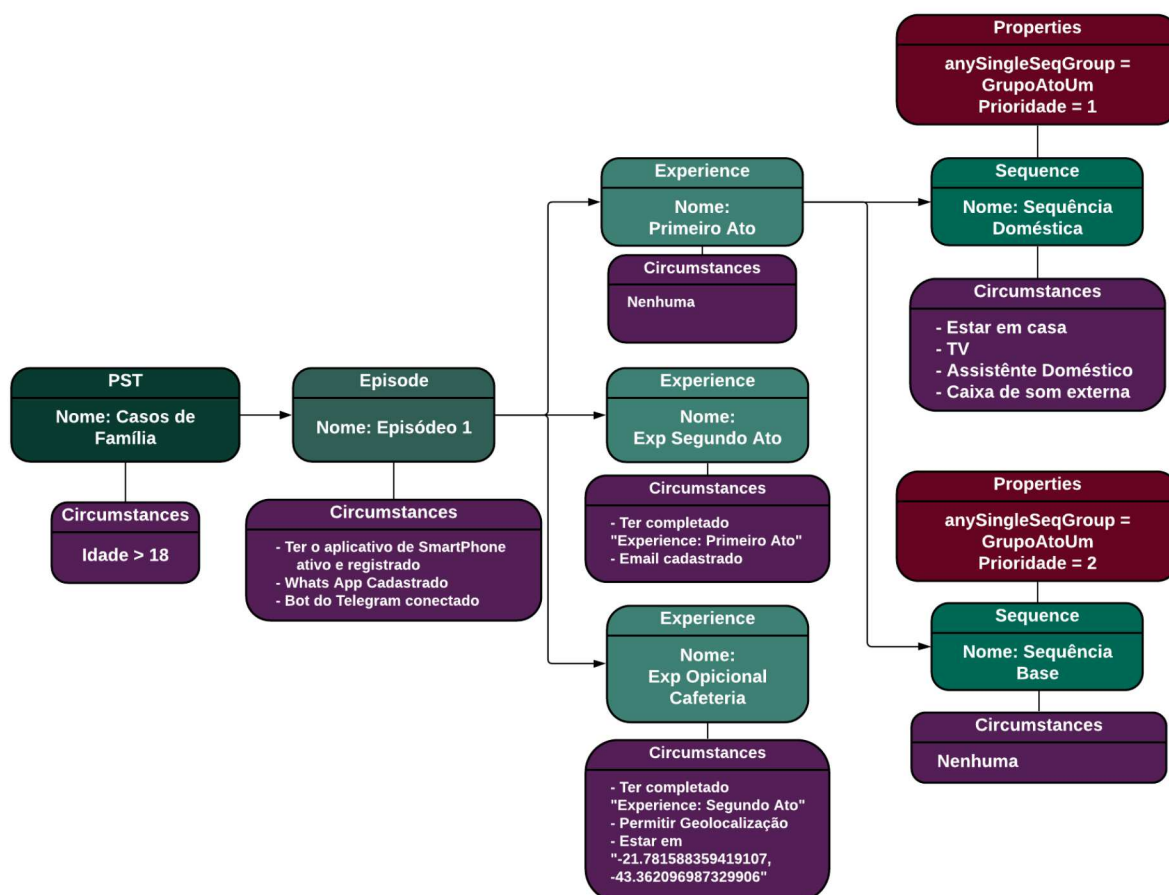 PST
Nome: Casos de
Família
Circumstances
Idade > 18
Episode
Nome: Episódeo 1
Circumstances
- Ter o aplicativo de SmartPhone
ativo e registrado
- Whats App Cadastrado
- Bot do Telegram conectado
Experience
Nome:
Primeiro Ato
Circumstances
Nenhuma
Experience
Nome:
Exp Segundo Ato
Circumstances
- Ter completado
"Experience: Primeiro Ato"
- Email cadastrado
Experience
Nome:
Exp Opicional
Cafeteria
Circumstances
- Ter completado
"Experience: Segundo Ato"
- Permitir Geolocalização
- Estar em
"-21.781588359419107,
-43.362096987329906"
Properties
anySingleSeqGroup =
GrupoAtoUm
Prioridade = 1
Sequence
Nome: Sequência
Doméstica
Circumstances
- Estar em casa
- TV
- Assistênte Doméstico
- Caixa de som externa
Properties
anySingleSeqGroup =
GrupoAtoUm
Prioridade = 2
Sequence
Nome: Sequência
Base
Circumstances
Nenhuma